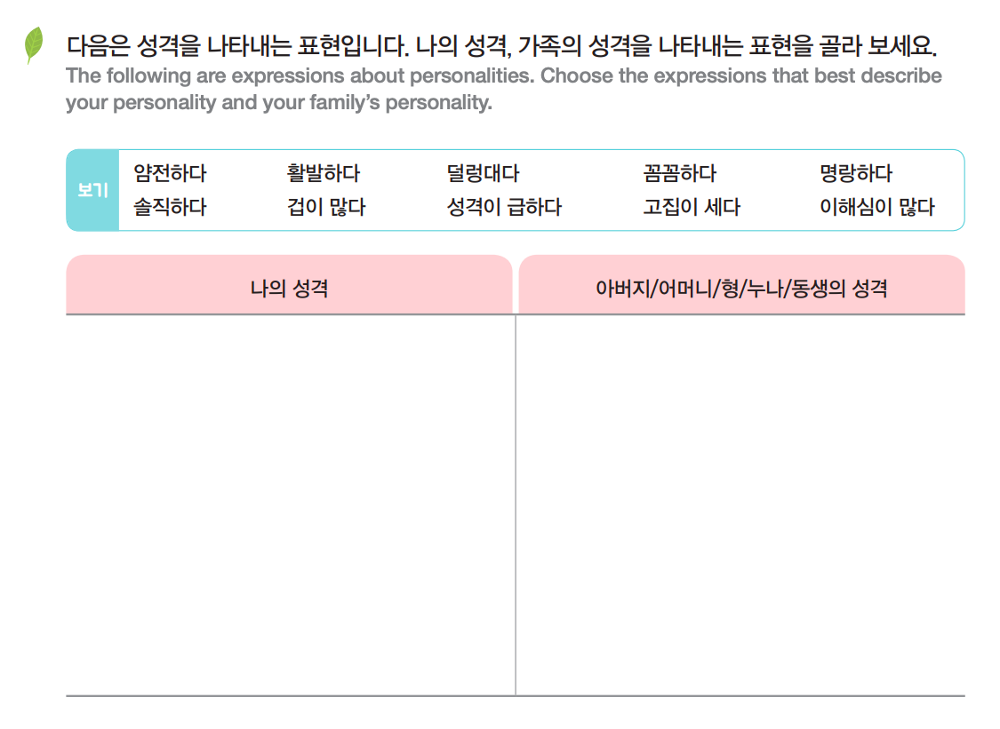 다음은 성격을 나타내는 표현입니다. 나의 성격, 가족의 성격을 나타내는 표현을 골라 보세요.
The following are expressions about personalities. Choose the expressions that best describe
your personality and your family's personality.
보기
얌전하다 활발하다 덜렁대다 꼼꼼하다 명랑하다
솔직하다 겁이 많다 성격이 급하다 고집이 세다 이해심이 많다
나의 성격 아버지/어머니/형/누나/동생의 성격